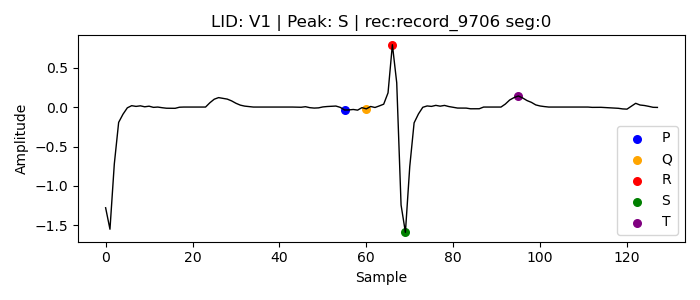 LID: V1 | Peak: S | rec:record_9706 seg:0
Amplitude
0.5
0.0
−0.5
−1.0
−1.5
0 20 40 60 80 100 120
Sample
P
Q
R
S
T